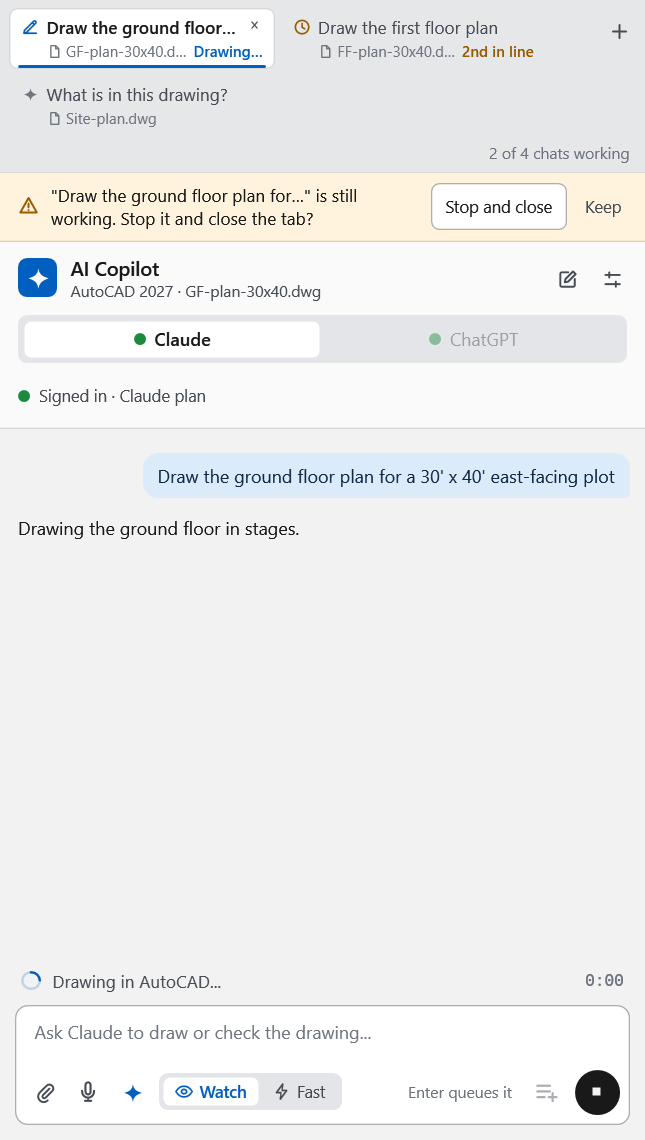 Draw the ground floor...
GF-plan-30x40.d... Drawing...
Draw the first floor plan
FF-plan-30x40.d... 2nd in line
What is in this drawing?
Site-plan.dwg
2 of 4 chats working
"Draw the ground floor plan for..." is still
working. Stop it and close the tab?
Stop and close
Keep
AI Copilot
AutoCAD 2027 · GF-plan-30x40.dwg
Claude
ChatGPT
Signed in · Claude plan
Draw the ground floor plan for a 30' x 40' east-facing plot
Drawing the ground floor in stages.
Drawing in AutoCAD...
0:00
Ask Claude to draw or check the drawing...
Watch
Fast
Enter queues it